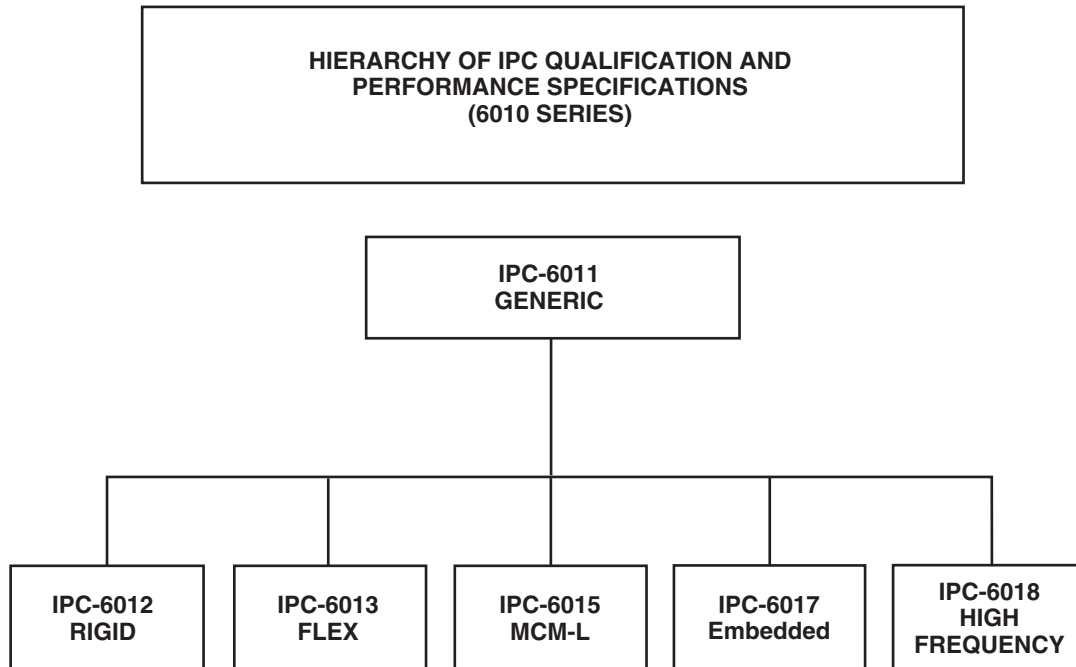 HIERARCHY OF IPC QUALIFICATION AND
PERFORMANCE SPECIFICATIONS
(6010 SERIES)
IPC-6011
GENERIC
IPC-6012
RIGID
IPC-6013
FLEX
IPC-6015
MCM-L
IPC-6017
Embedded
IPC-6018
HIGH
FREQUENCY